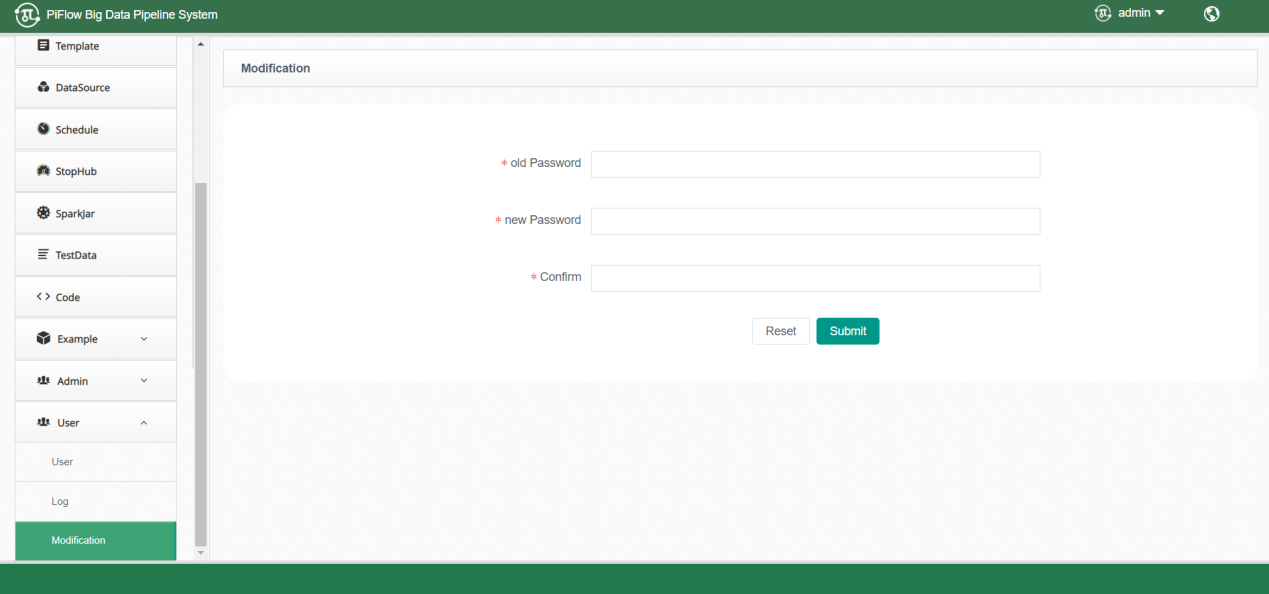 PiFlow Big Data Pipeline System
admin
Template
DataSource
Schedule
StopHub
SparkJar
TestData
Code
Example
Admin
User
User
Log
Modification
Modification
* old Password
* new Password
* Confirm
Reset
Submit